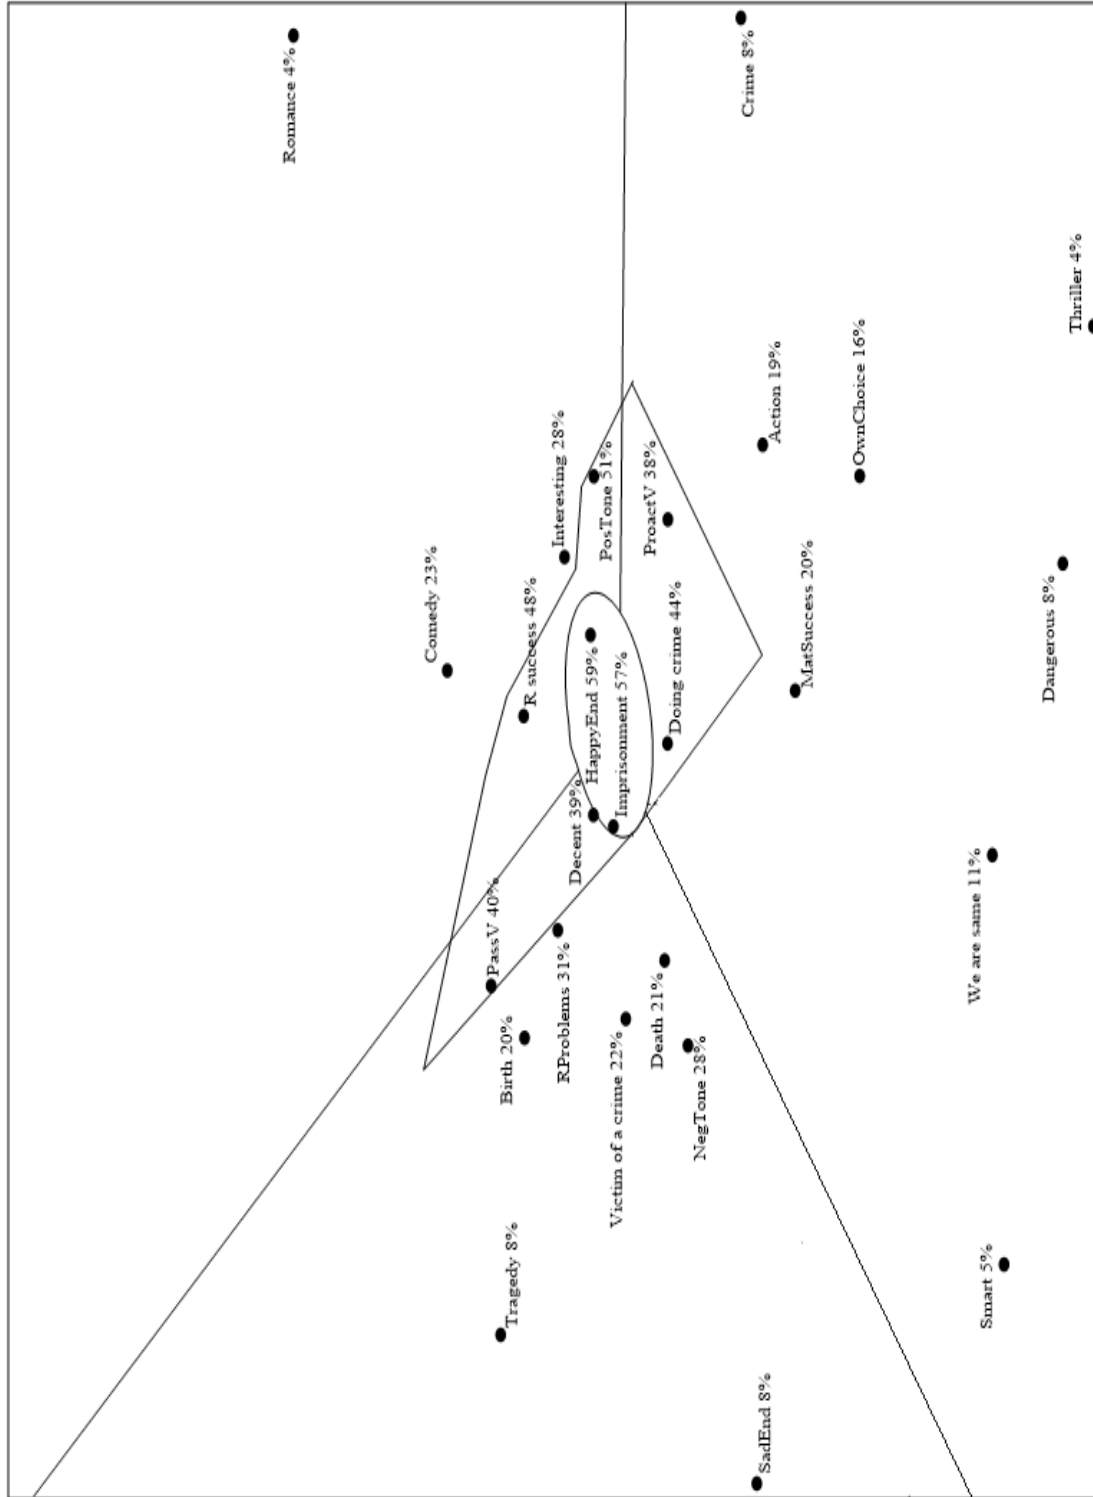 Romance 4%
Crime 8%
Thriller 4%
Action 19%
OwnChoice 16%
Interesting 28%
PosTone 51%
ProactV 38%
Comedy 23%
R success 48%
MatSuccess 20%
Dangerous 8%
HappyEnd 59%
Imprisonment 57%
Doing crime 44%
Decent 39%
PassV 40%
We are same 11%
RProblems 31%
Birth 20%
Death 21%
Victim of a crime 22%
NegTone 28%
Tragedy 8%
Smart 5%
SadEnd 8%